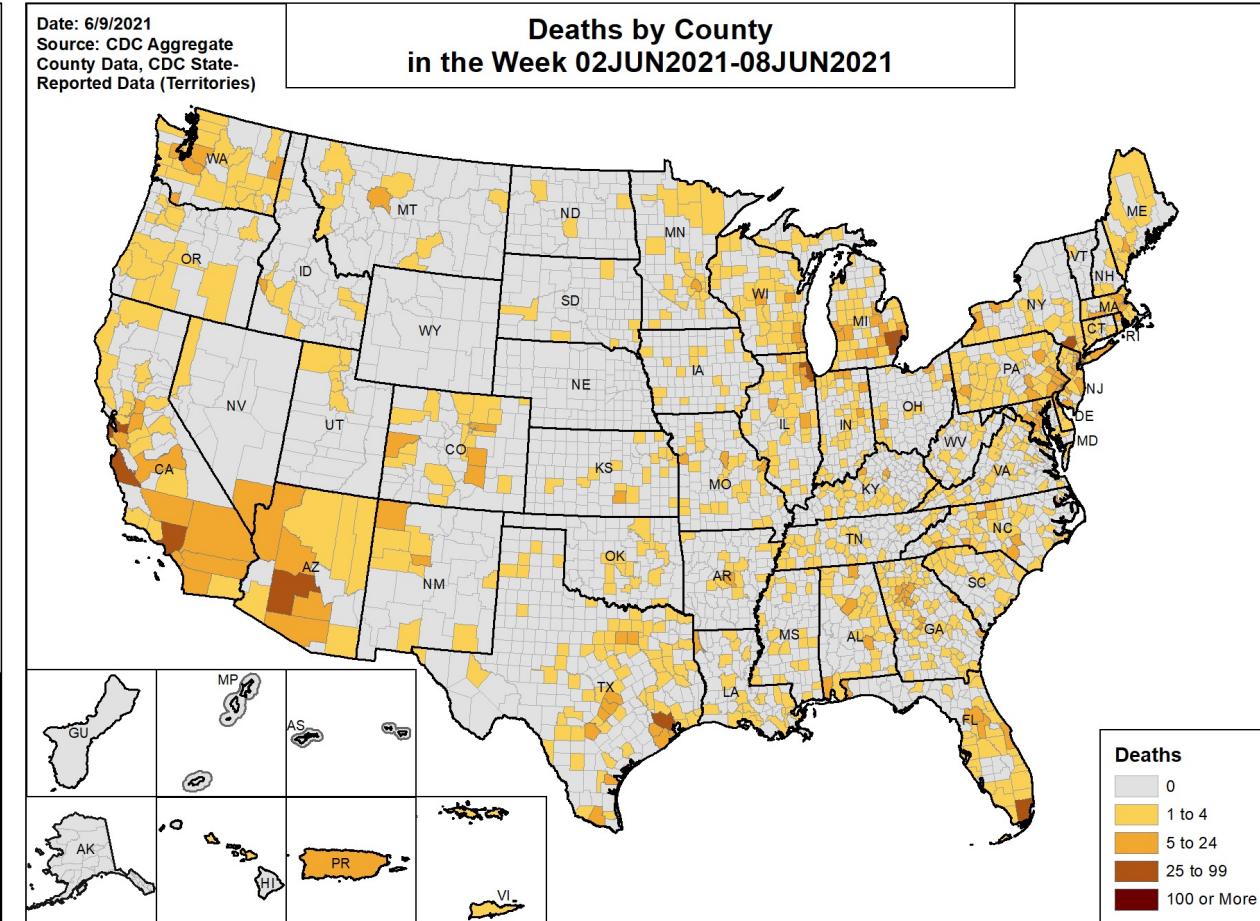 Date: 6/9/2021
Source: CDC Aggregate
County Data, CDC State-
Reported Data (Territories)
Deaths by County
in the Week 02JUN2021-08JUN2021
WA
MT
ND
MN
ME
OR
ID
SD
WI
MI
VT
NH
NY
MA
CT
RI
WY
IA
NE
PA
NJ
NV
UT
CO
IL
IN
OH
DE
MD
WV
VA
CA
KS
MO
KY
NC
TN
AZ
NM
OK
AR
SC
MS
AL
GA
TX
LA
FL
GU
MP
AS
AK
HI
PR
VI
Deaths
0
1 to 4
5 to 24
25 to 99
100 or More